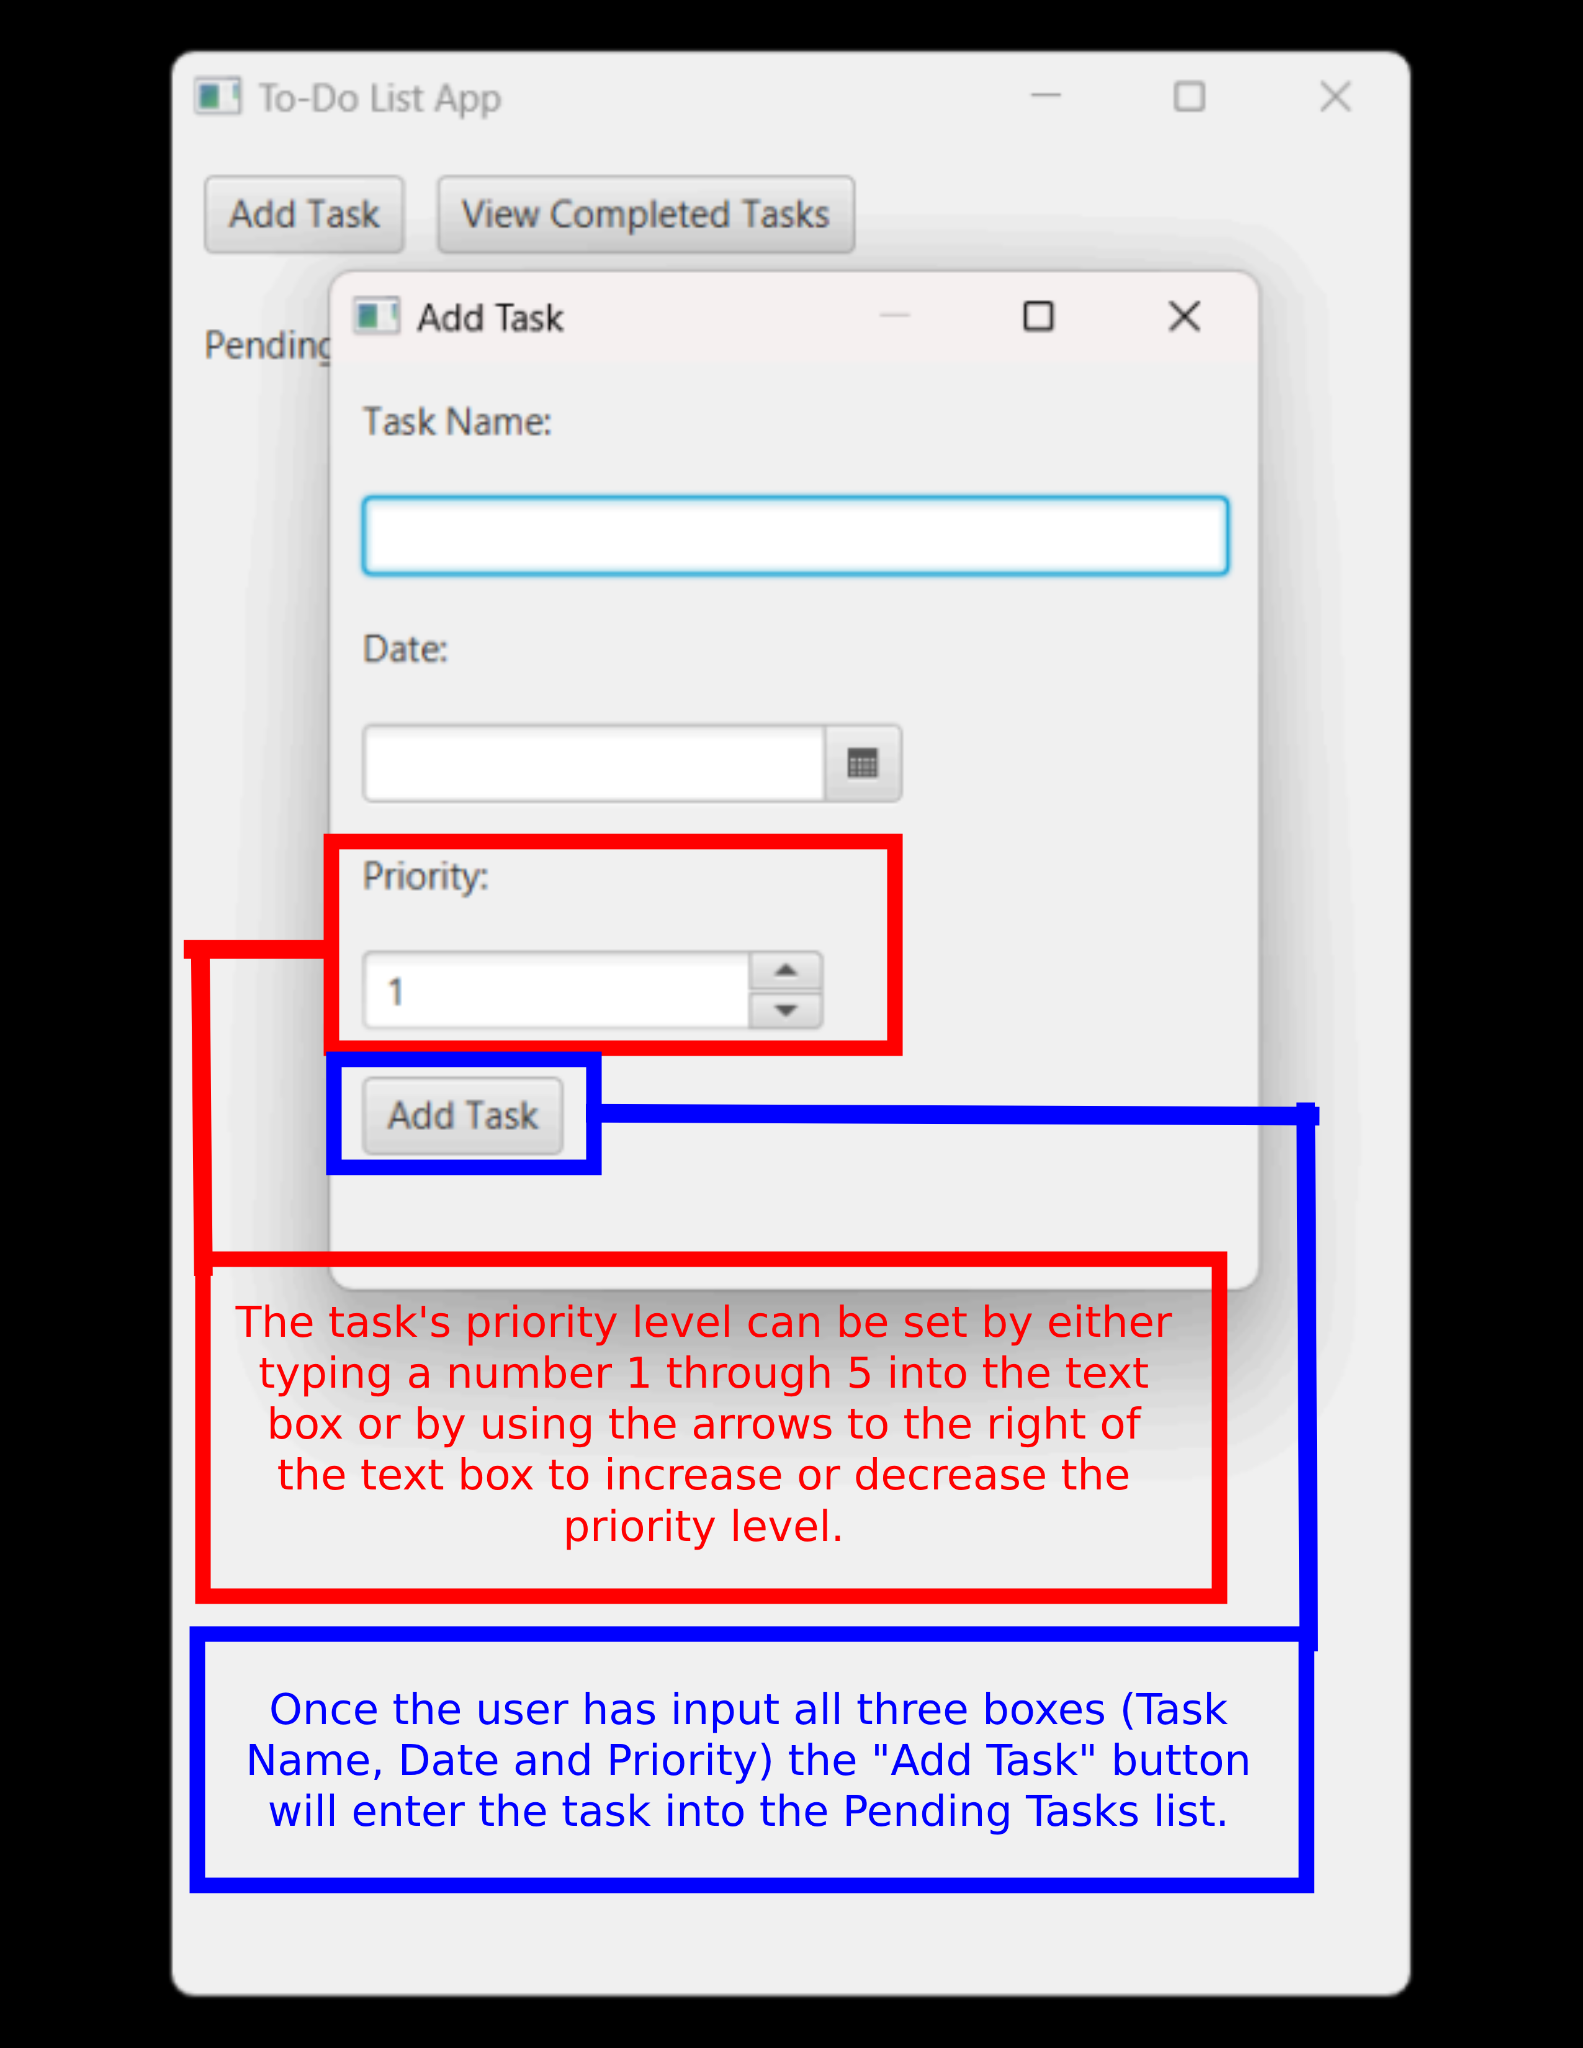 To-Do List App
Add Task
View Completed Tasks
Pending
Add Task
Task Name:
Date:
Priority:
1
Add Task
The task's priority level can be set by either
typing a number 1 through 5 into the text
box or by using the arrows to the right of
the text box to increase or decrease the
priority level.
Once the user has input all three boxes (Task
Name, Date and Priority) the "Add Task" button
will enter the task into the Pending Tasks list.